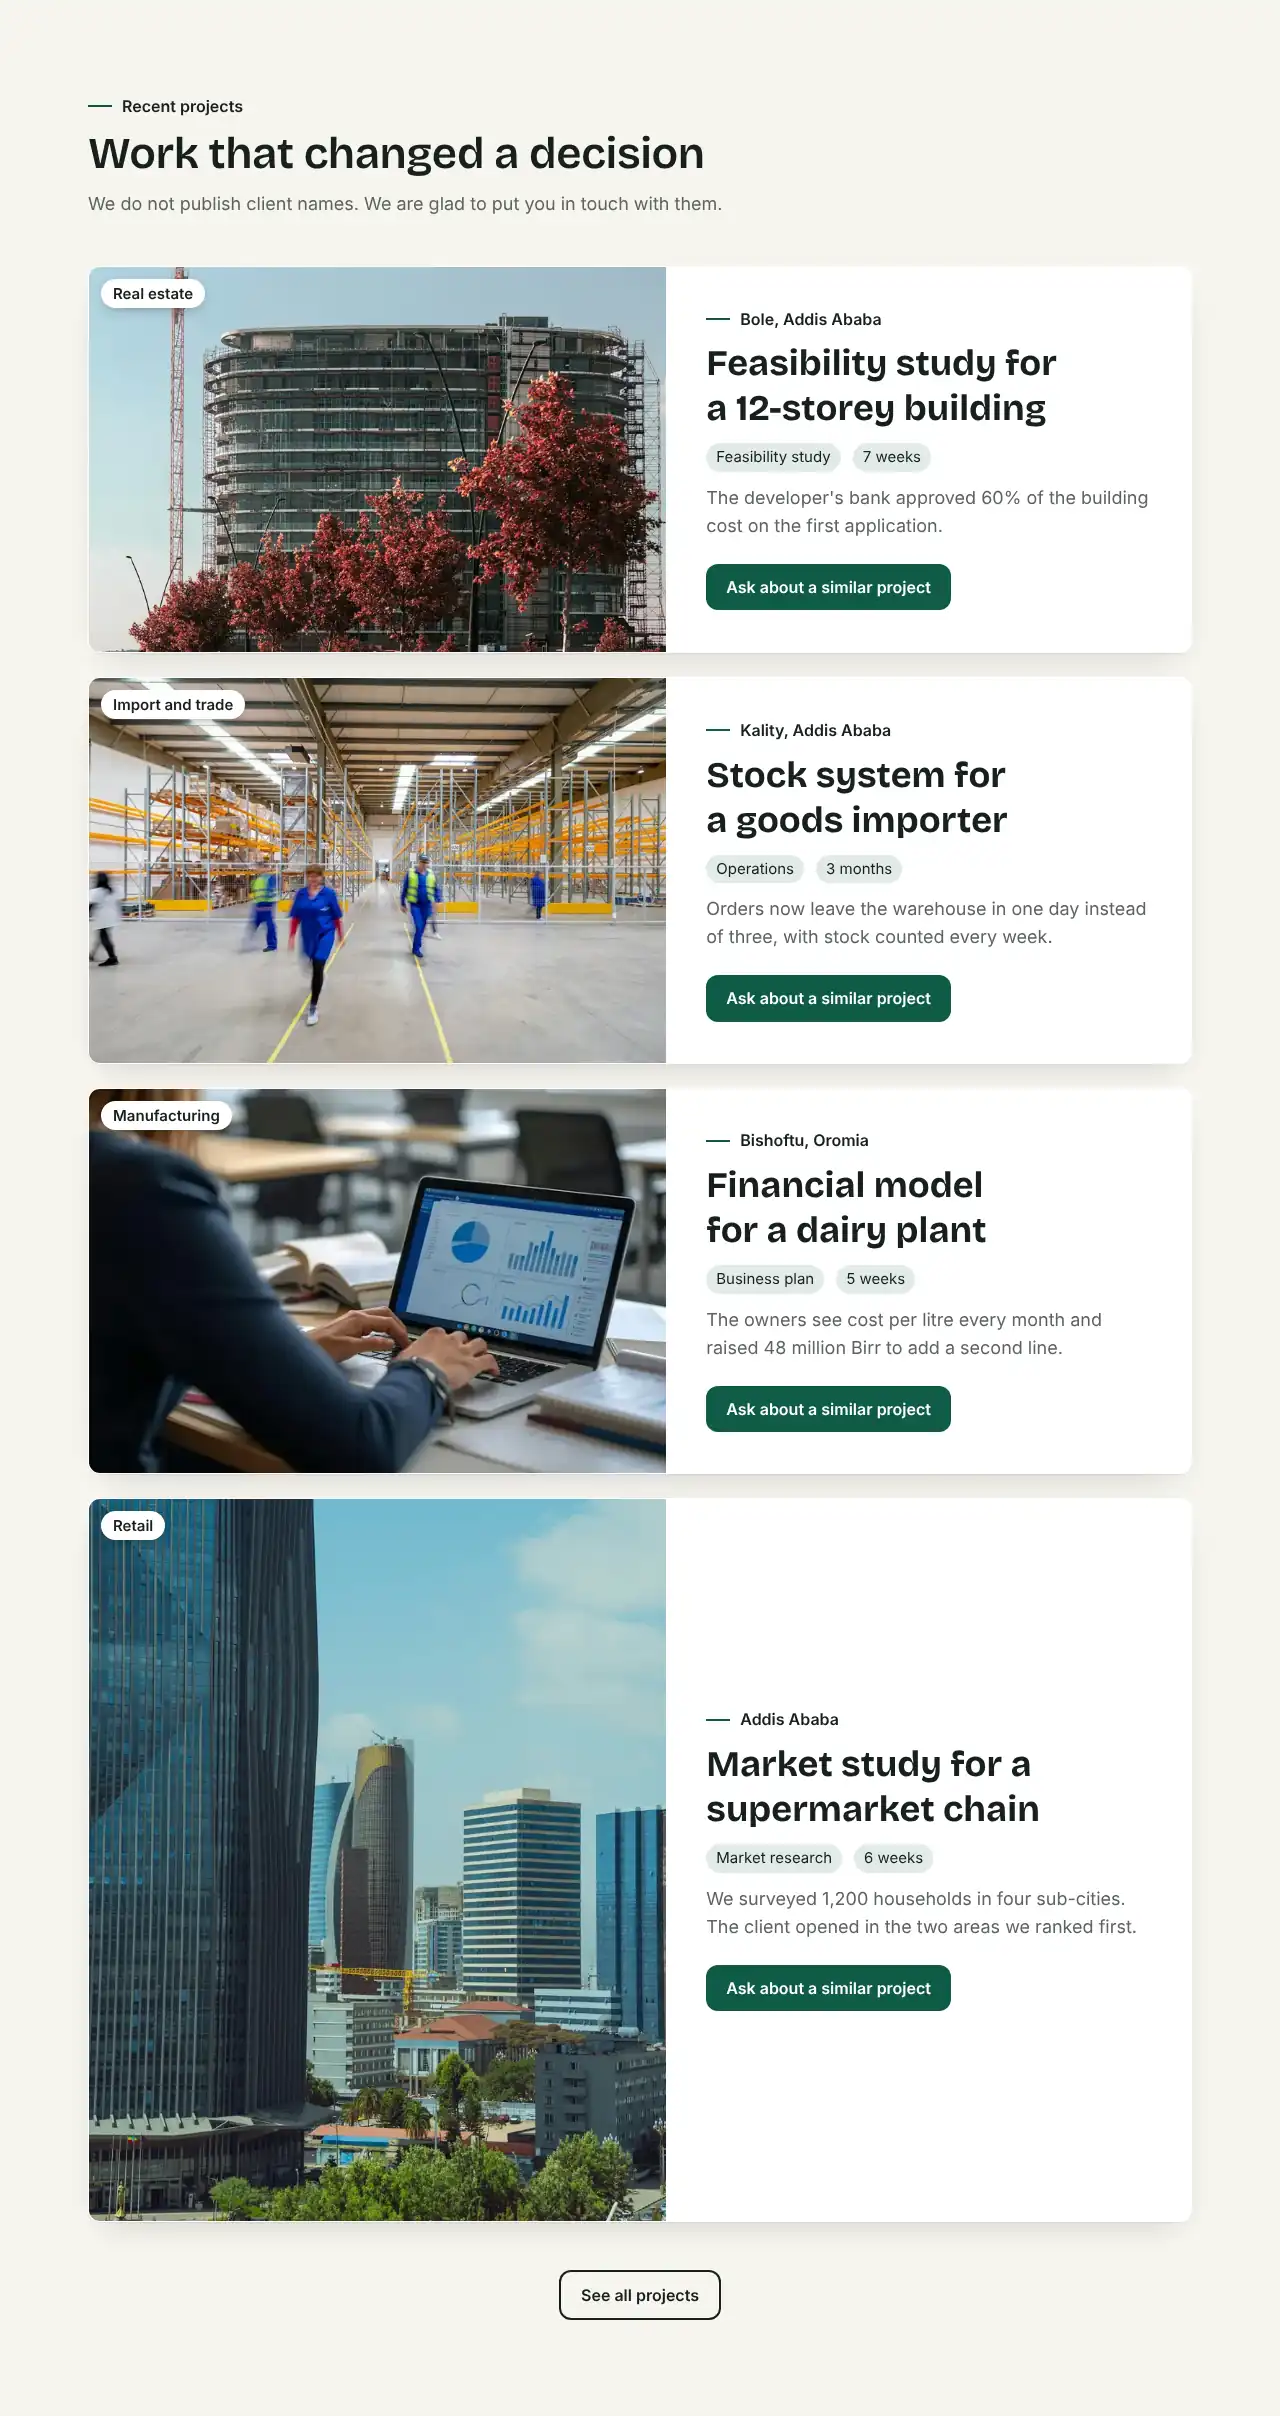 Recent projects
Work that changed a decision
We do not publish client names. We are glad to put you in touch with them.
Real estate
Bole, Addis Ababa
Feasibility study for
a 12-storey building
Feasibility study
7 weeks
The developer's bank approved 60% of the building
cost on the first application.
Ask about a similar project
Import and trade
Kality, Addis Ababa
Stock system for
a goods importer
Operations
3 months
Orders now leave the warehouse in one day instead
of three, with stock counted every week.
Ask about a similar project
Manufacturing
Bishoftu, Oromia
Financial model
for a dairy plant
Business plan
5 weeks
The owners see cost per litre every month and
raised 48 million Birr to add a second line.
Ask about a similar project
Retail
Addis Ababa
Market study for a
supermarket chain
Market research
6 weeks
We surveyed 1,200 households in four sub-cities.
The client opened in the two areas we ranked first.
Ask about a similar project
See all projects